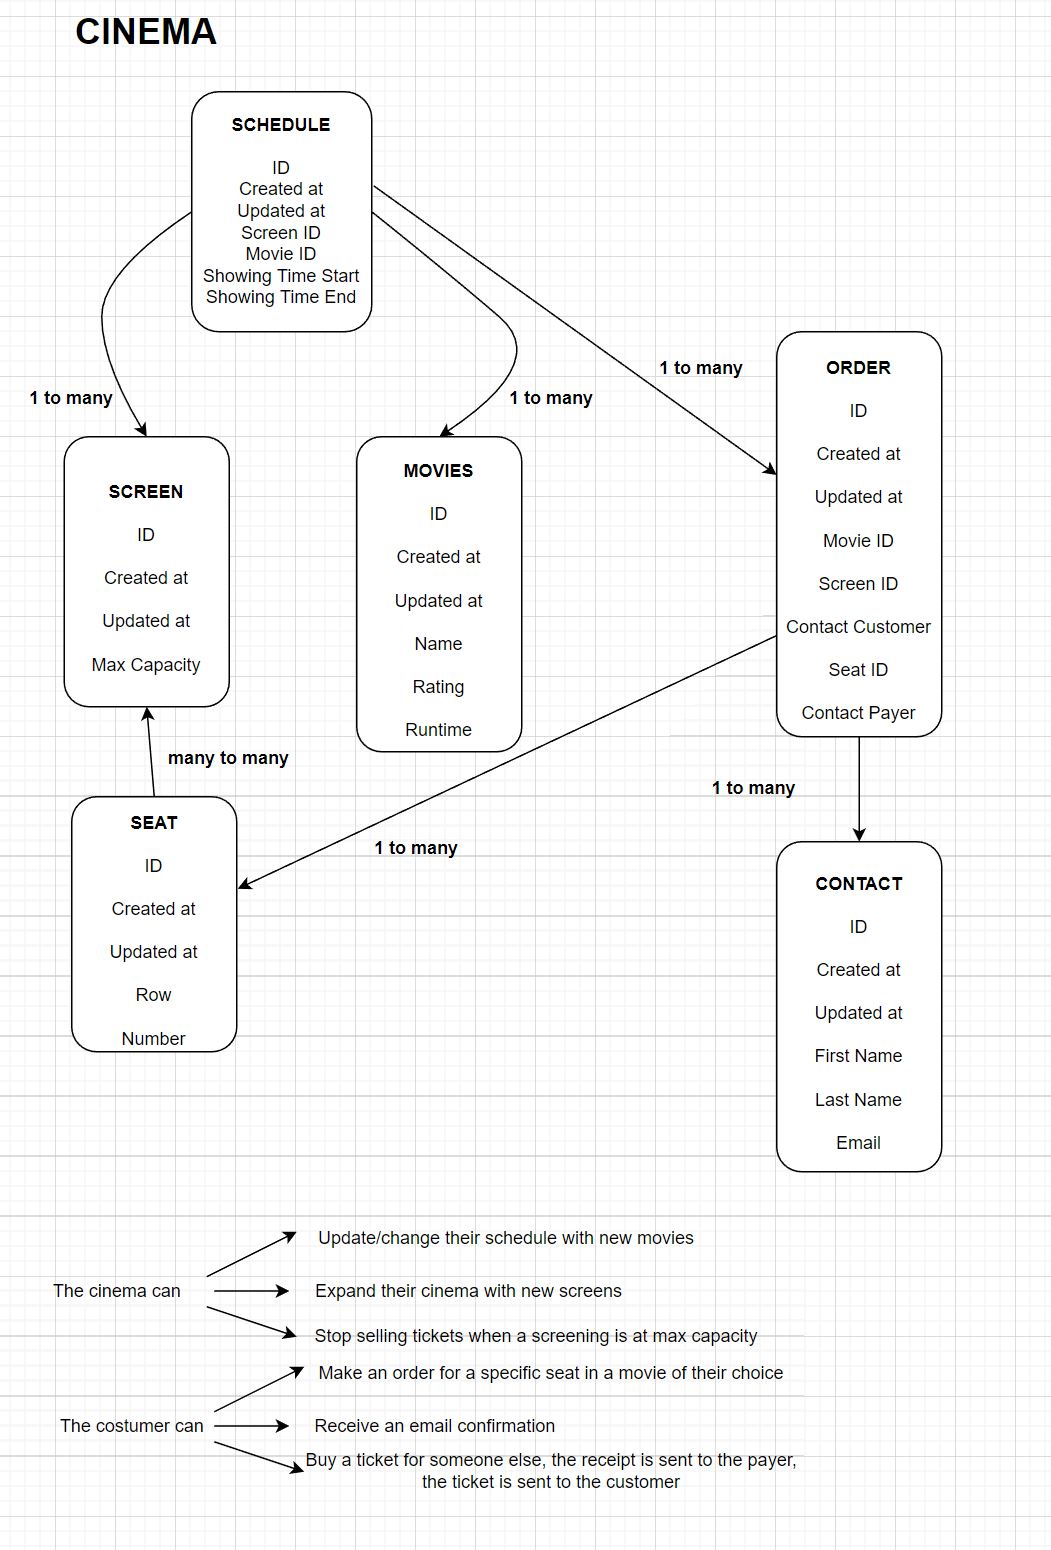 CINEMA
SCHEDULE
ID
Created at
Updated at
Screen ID
Movie ID
Showing Time Start
Showing Time End
1 to many
1 to many
1 to many
SCREEN
ID
Created at
Updated at
Max Capacity
MOVIES
ID
Created at
Updated at
Name
Rating
Runtime
ORDER
ID
Created at
Updated at
Movie ID
Screen ID
Contact Customer
Seat ID
Contact Payer
many to many
1 to many
1 to many
SEAT
ID
Created at
Updated at
Row
Number
CONTACT
ID
Created at
Updated at
First Name
Last Name
Email
The cinema can
Update/change their schedule with new movies
Expand their cinema with new screens
Stop selling tickets when a screening is at max capacity
The costumer can
Make an order for a specific seat in a movie of their choice
Receive an email confirmation
Buy a ticket for someone else, the receipt is sent to the payer,
the ticket is sent to the customer